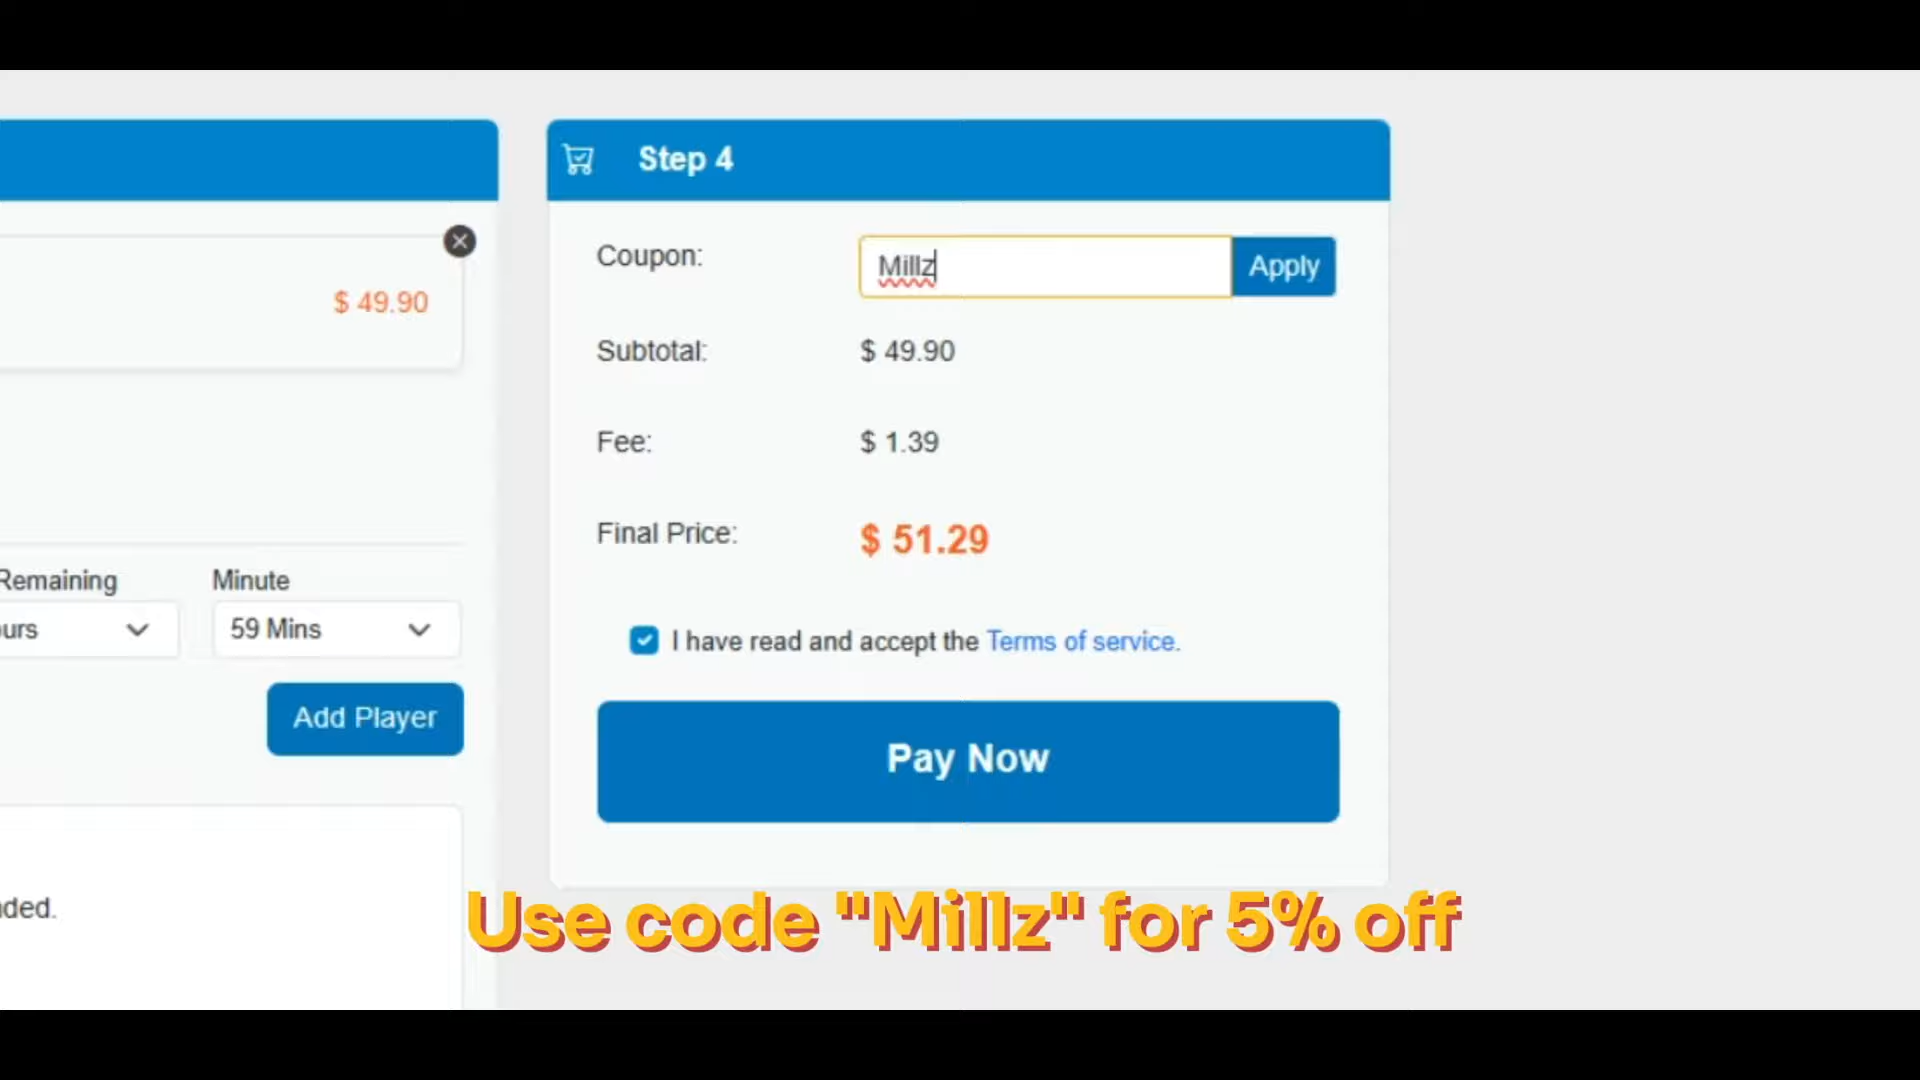 Step 4
$ 49.90
Coupon:
Millz
Apply
Subtotal:
$ 49.90
Fee:
$ 1.39
Final Price:
$ 51.29
Remaining
Minute
ours
59 Mins
Add Player
I have read and accept the Terms of service.
Pay Now
nded.
Use code "Millz" for 5% off